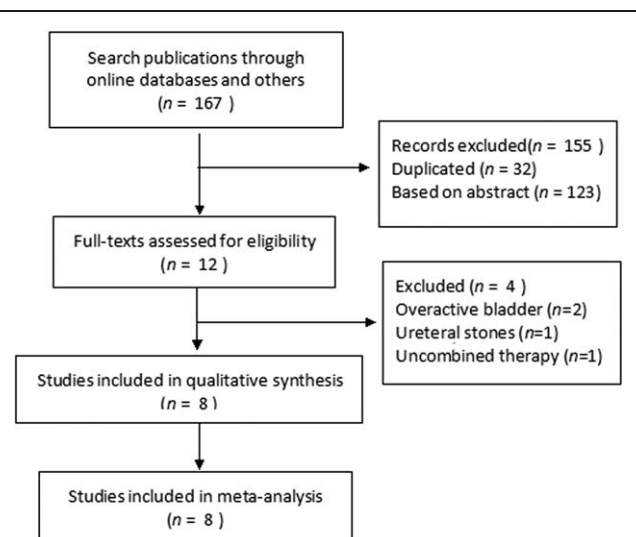 Search publications through
online databases and others
(n = 167 )
Records excluded(n = 155 )
Duplicated (n = 32)
Based on abstract (n = 123)
Full-texts assessed for eligibility
(n = 12 )
Excluded (n = 4 )
Overactive bladder (n=2)
Ureteral stones (n=1)
Uncombined therapy (n=1)
Studies included in qualitative synthesis
(n = 8 )
Studies included in meta-analysis
(n = 8 )